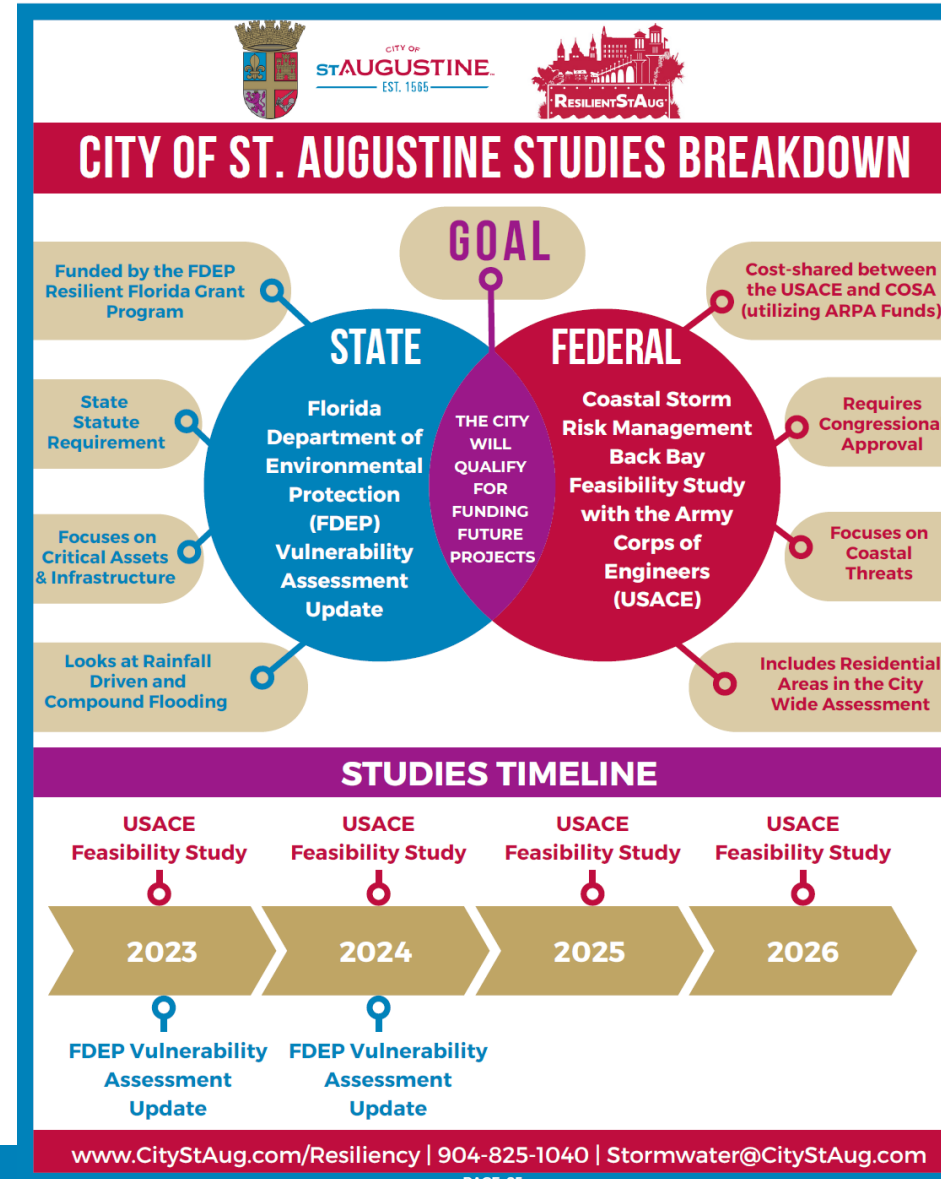 CITY OF
STAUGUSTINE
EST. 1565
RESILIENTSTAUG
CITY OF ST. AUGUSTINE STUDIES BREAKDOWN
GOAL
Funded by the FDEP
Resilient Florida Grant
Program
State
Statute
Requirement
Focuses on
Critical Assets
& Infrastructure
Looks at Rainfall
Driven and
Compound Flooding
STATE
Florida
Department of
Environmental
Protection
(FDEP)
Vulnerability
Assessment
Update
THE CITY
WILL
QUALIFY
FOR
FUNDING
FUTURE
PROJECTS
FEDERAL
Coastal Storm
Risk Management
Back Bay
Feasibility Study
with the Army
Corps of
Engineers
(USACE)
Cost-shared between
the USACE and COSA
(utilizing ARPA Funds)
Requires
Congressional
Approval
Focuses on
Coastal
Threats
Includes Residential
Areas in the City
Wide Assessment
STUDIES TIMELINE
USACE
Feasibility Study
USACE
Feasibility Study
USACE
Feasibility Study
USACE
Feasibility Study
2023
2024
2025
2026
FDEP Vulnerability
Assessment
Update
FDEP Vulnerability
Assessment
Update
www.CityStAug.com/Resiliency | 904-825-1040 | Stormwater@CityStAug.com